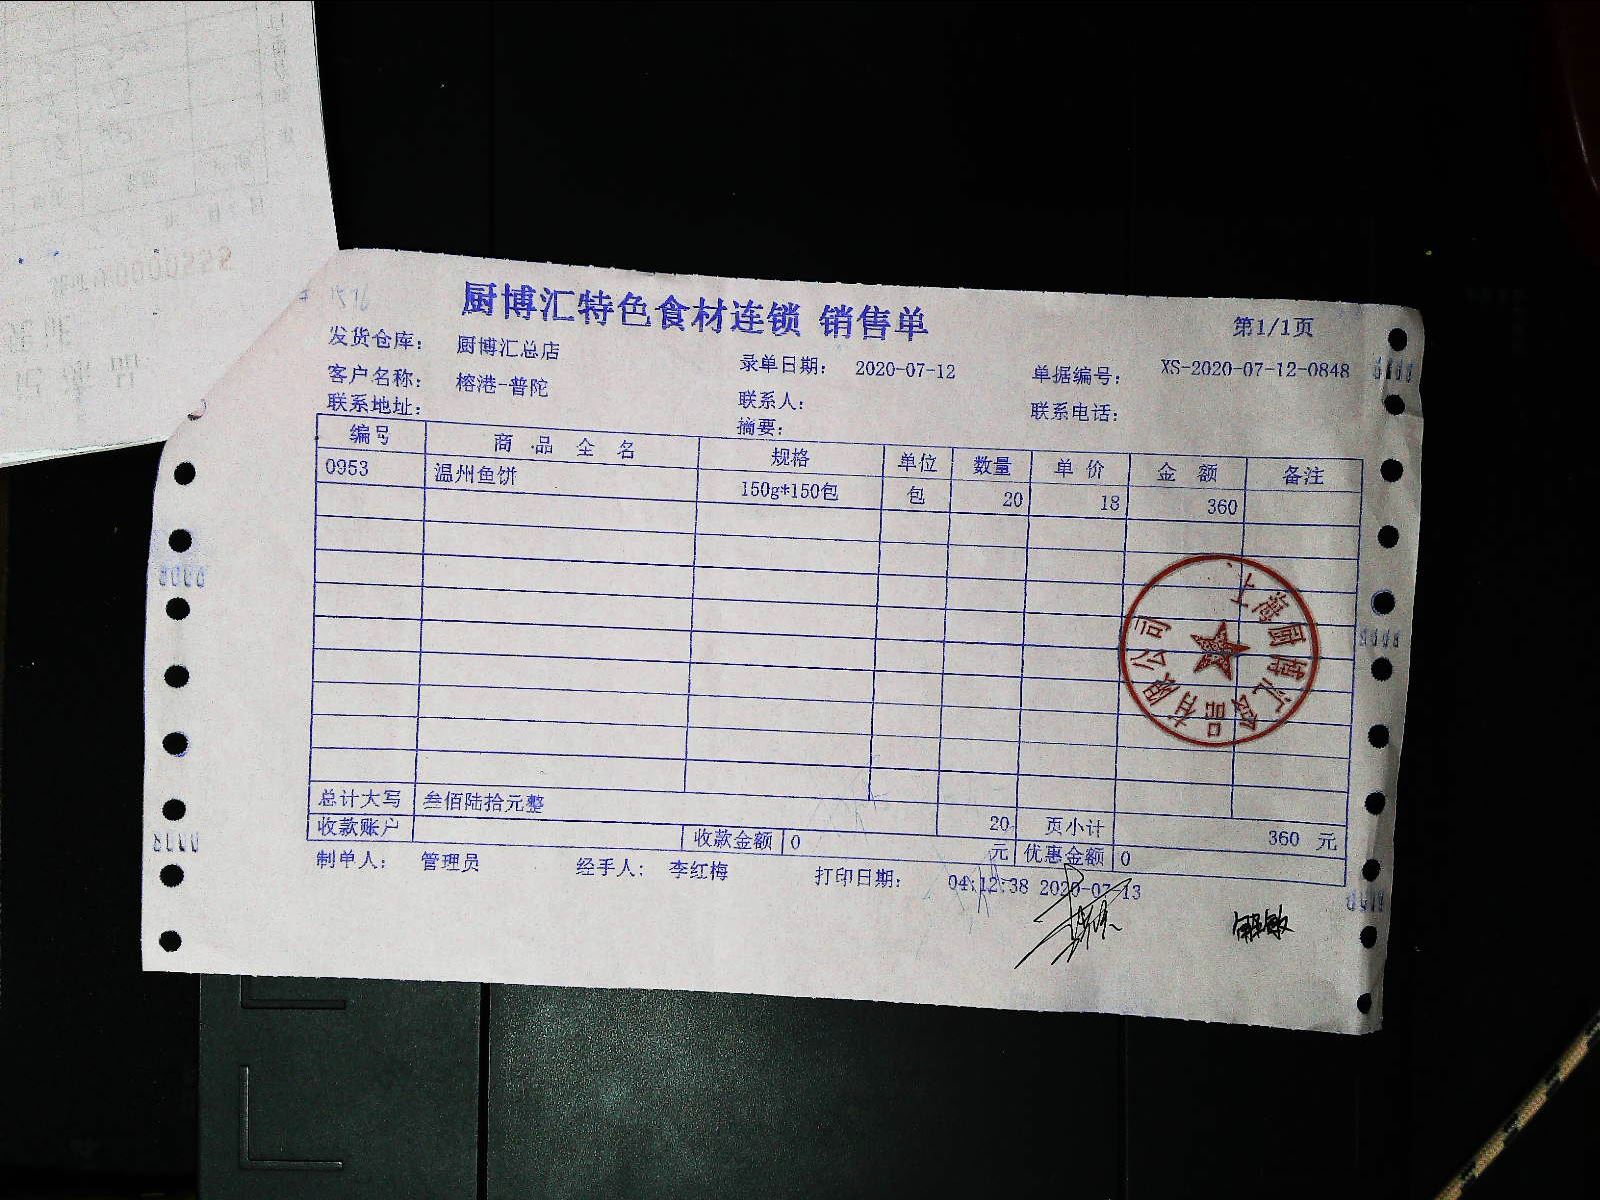 厨博汇特色食材连锁 销售单
第1/1页
发货仓库： 厨博汇总店 录单日期： 2020-07-12 单据编号： XS-2020-07-12-0848
客户名称： 榕港-普陀 联系人： 联系电话：
联系地址： 摘要：
编号 商 品 全 名 规格 单位 数量 单 价 金 额 备注
0953 温州鱼饼 150g*150包 包 20 18 360
上海厨博汇食品有限公司
总计大写 叁佰陆拾元整 20 页小计 360 元
收款账户 收款金额 0 元 优惠金额 0
制单人： 管理员 经手人： 李红梅 打印日期： 04:12:38 2020-07-13